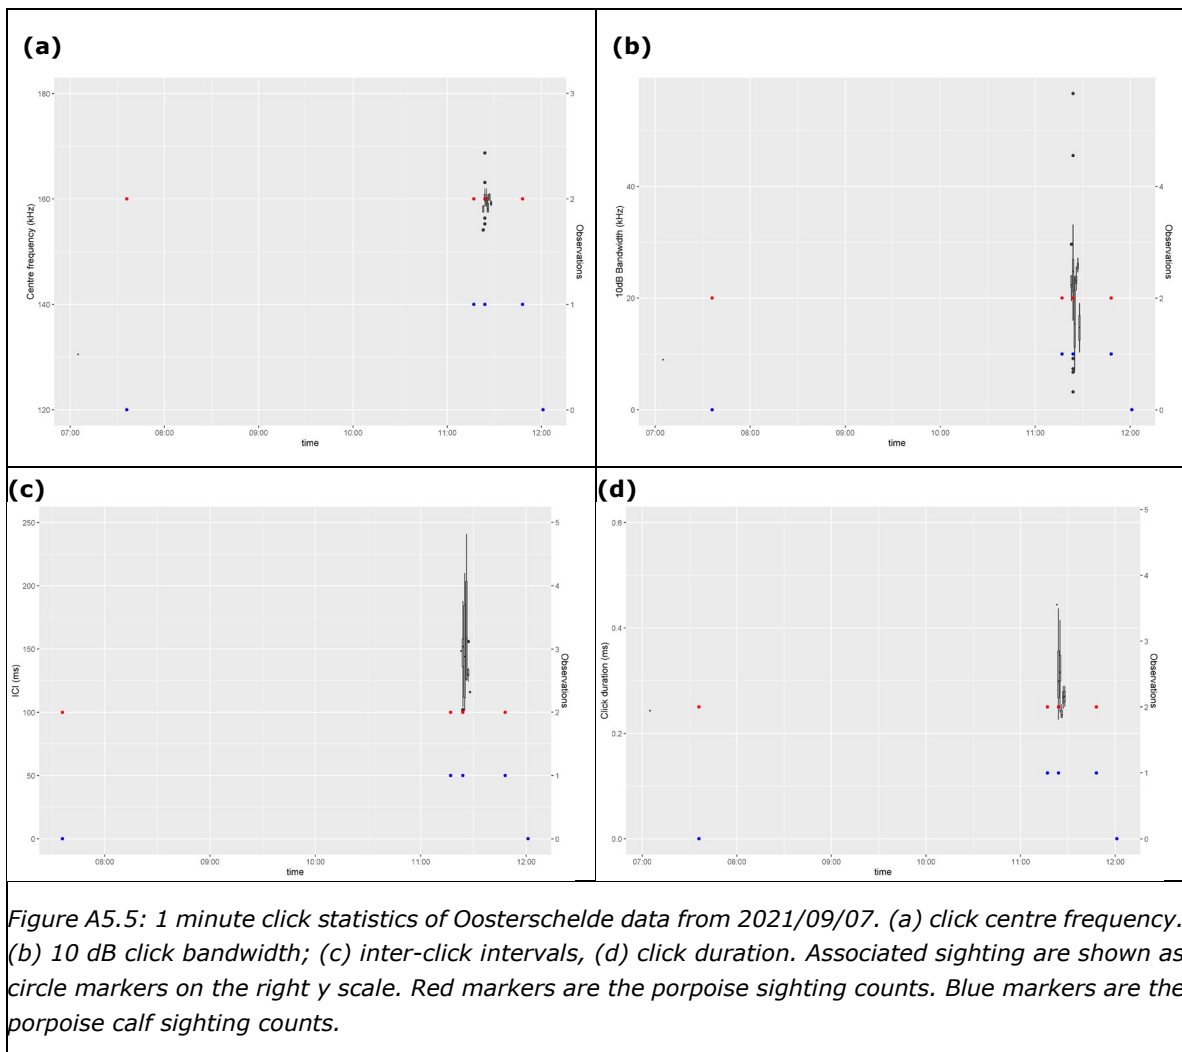 (a)
180
160
140
120
Centre frequency (kHz)
3
2
1
0
Observations
07:00 08:00 09:00 10:00 11:00 12:00
time
(b)
40
20
0
10dB Bandwidth (kHz)
4
2
0
Observations
07:00 08:00 09:00 10:00 11:00 12:00
time
(c)
250
200
150
100
50
0
ICI (ms)
5
4
3
2
1
0
Observations
08:00 09:00 10:00 11:00 12:00
time
(d)
0.6
0.4
0.2
0.0
Click duration (ms)
5
4
3
2
1
0
Observations
07:00 08:00 09:00 10:00 11:00 12:00
time
Figure A5.5: 1 minute click statistics of Oosterschelde data from 2021/09/07. (a) click centre frequency.
(b) 10 dB click bandwidth; (c) inter-click intervals, (d) click duration. Associated sighting are shown as
circle markers on the right y scale. Red markers are the porpoise sighting counts. Blue markers are the
porpoise calf sighting counts.